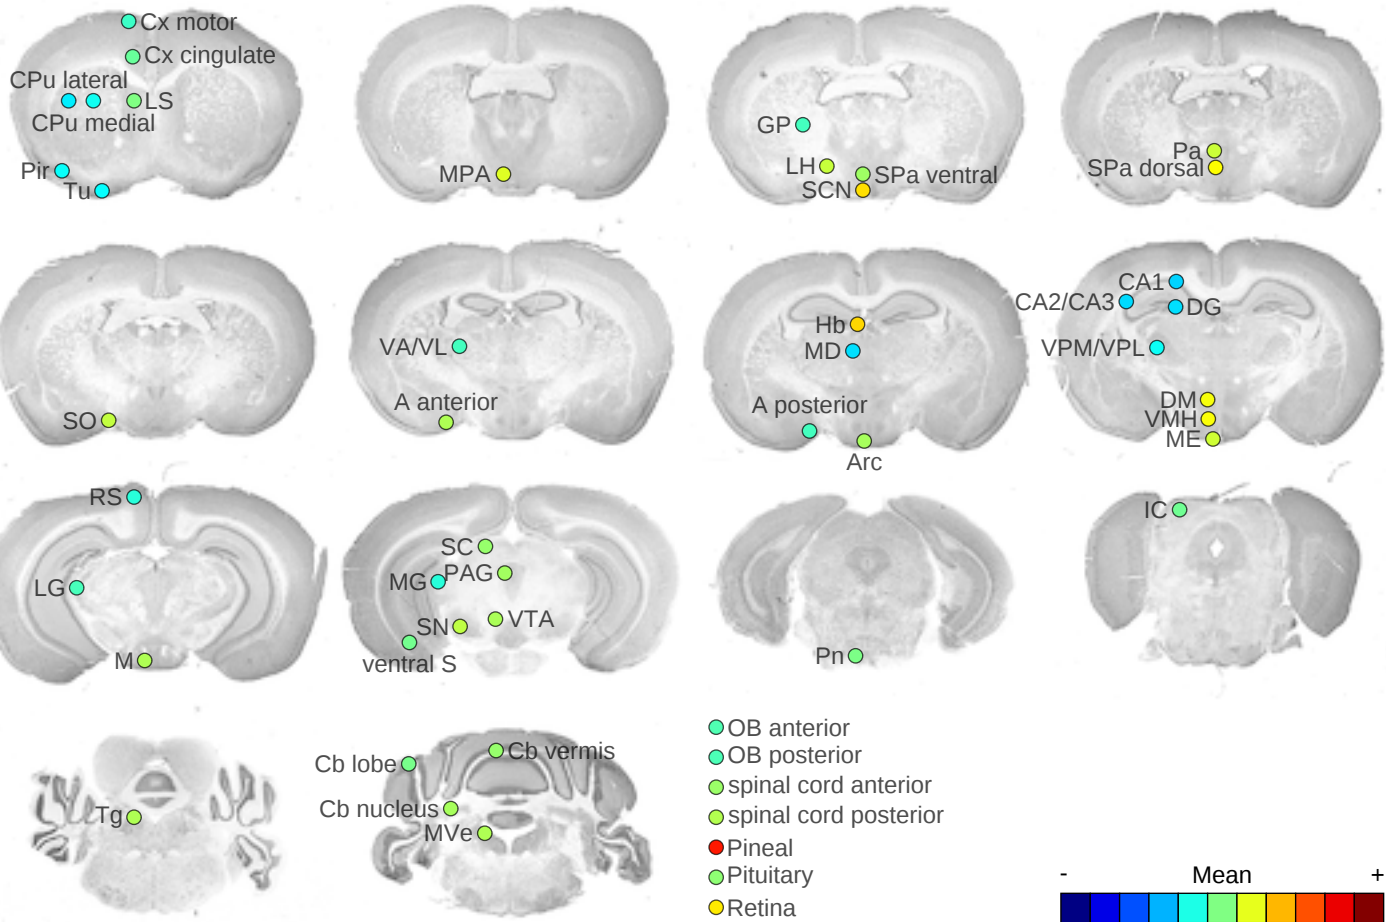 Cx motor
Cx cingulate
CPu lateral
LS
CPu medial
Pir
Tu
MPA
GP
LH
SPa ventral
SCN
Pa
SPa dorsal
SO
VA/VL
A anterior
Hb
MD
A posterior
Arc
CA1
CA2/CA3
DG
VPM/VPL
DM
VMH
ME
RS
LG
M
SC
PAG
MG
SN
VTA
ventral S
Pn
IC
Tg
Cb lobe
Cb vermis
Cb nucleus
MVe
OB anterior
OB posterior
spinal cord anterior
spinal cord posterior
Pineal
Pituitary
Retina
- Mean +